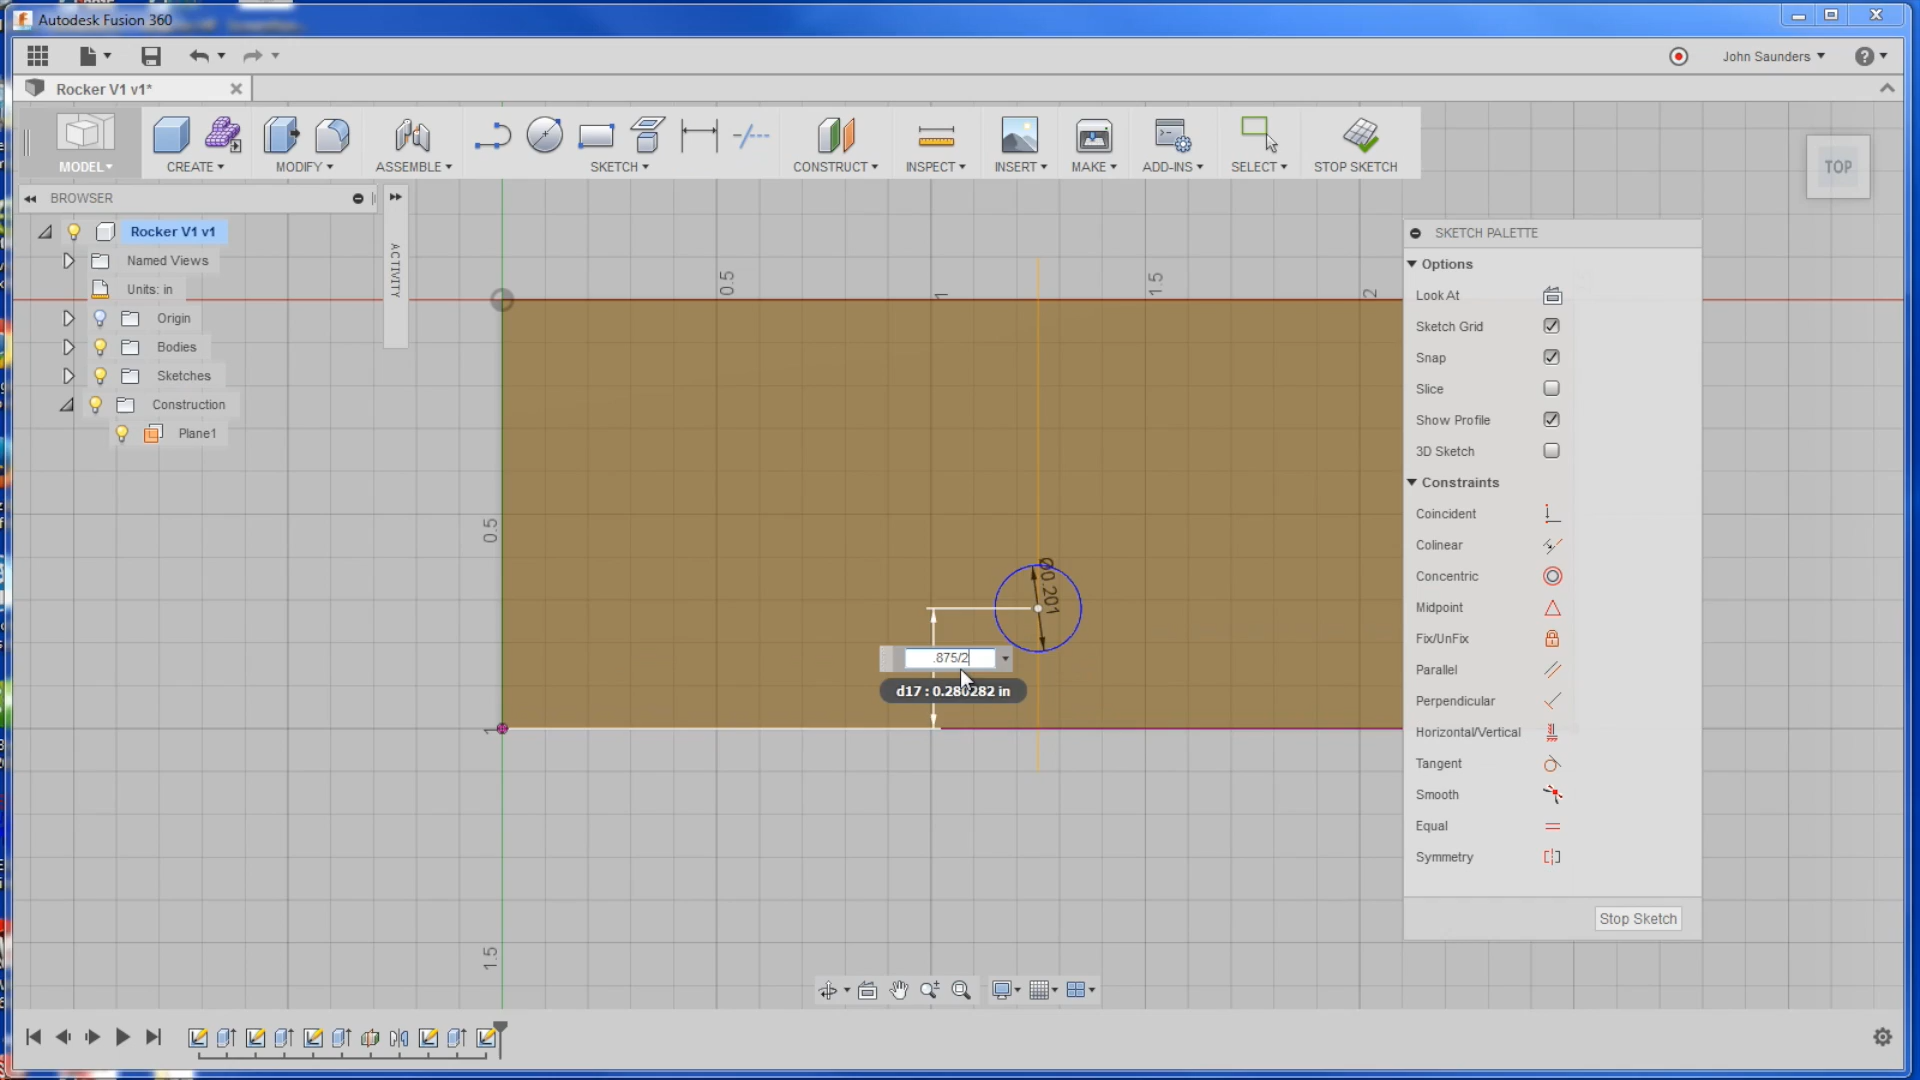 Autodesk Fusion 360
John Saunders
Rocker V1 v1*
MODEL
CREATE
MODIFY
ASSEMBLE
SKETCH
CONSTRUCT
INSPECT
INSERT
MAKE
ADD-INS
SELECT
STOP SKETCH
TOP
BROWSER
Rocker V1 v1
Named Views
Units: in
Origin
Bodies
Sketches
Construction
Plane1
ACTIVITY
0.5
1
1.5
2
0.5
1
1.5
Ø0.201
.875/2
d17 : 0.280282 in
SKETCH PALETTE
Options
Look At
Sketch Grid
Snap
Slice
Show Profile
3D Sketch
Constraints
Coincident
Colinear
Concentric
Midpoint
Fix/UnFix
Parallel
Perpendicular
Horizontal/Vertical
Tangent
Smooth
Equal
Symmetry
Stop Sketch